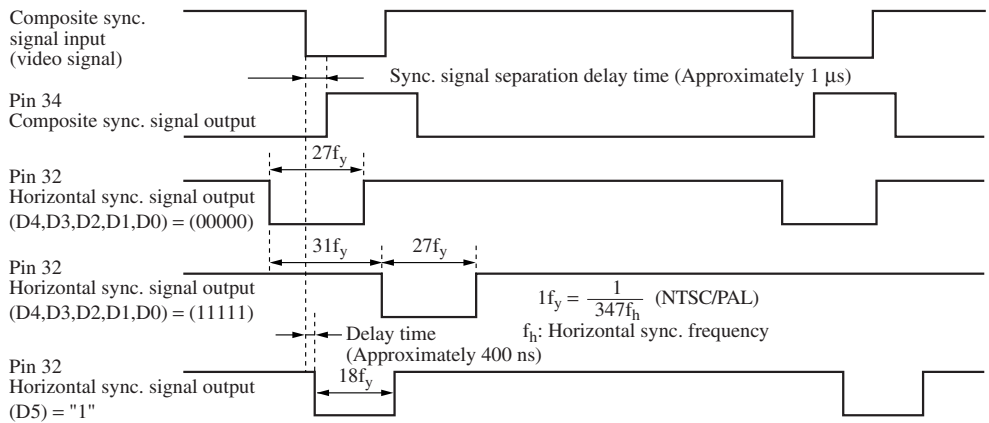 Composite sync.
signal input
(video signal)
Sync. signal separation delay time (Approximately 1 μs)
Pin 34
Composite sync. signal output
27fy
Pin 32
Horizontal sync. signal output
(D4,D3,D2,D1,D0) = (00000)
31fy
27fy
Pin 32
Horizontal sync. signal output
(D4,D3,D2,D1,D0) = (11111)
1fy = 1/347fh (NTSC/PAL)
fh: Horizontal sync. frequency
Delay time
(Approximately 400 ns)
Pin 32
Horizontal sync. signal output
(D5) = "1"
18fy